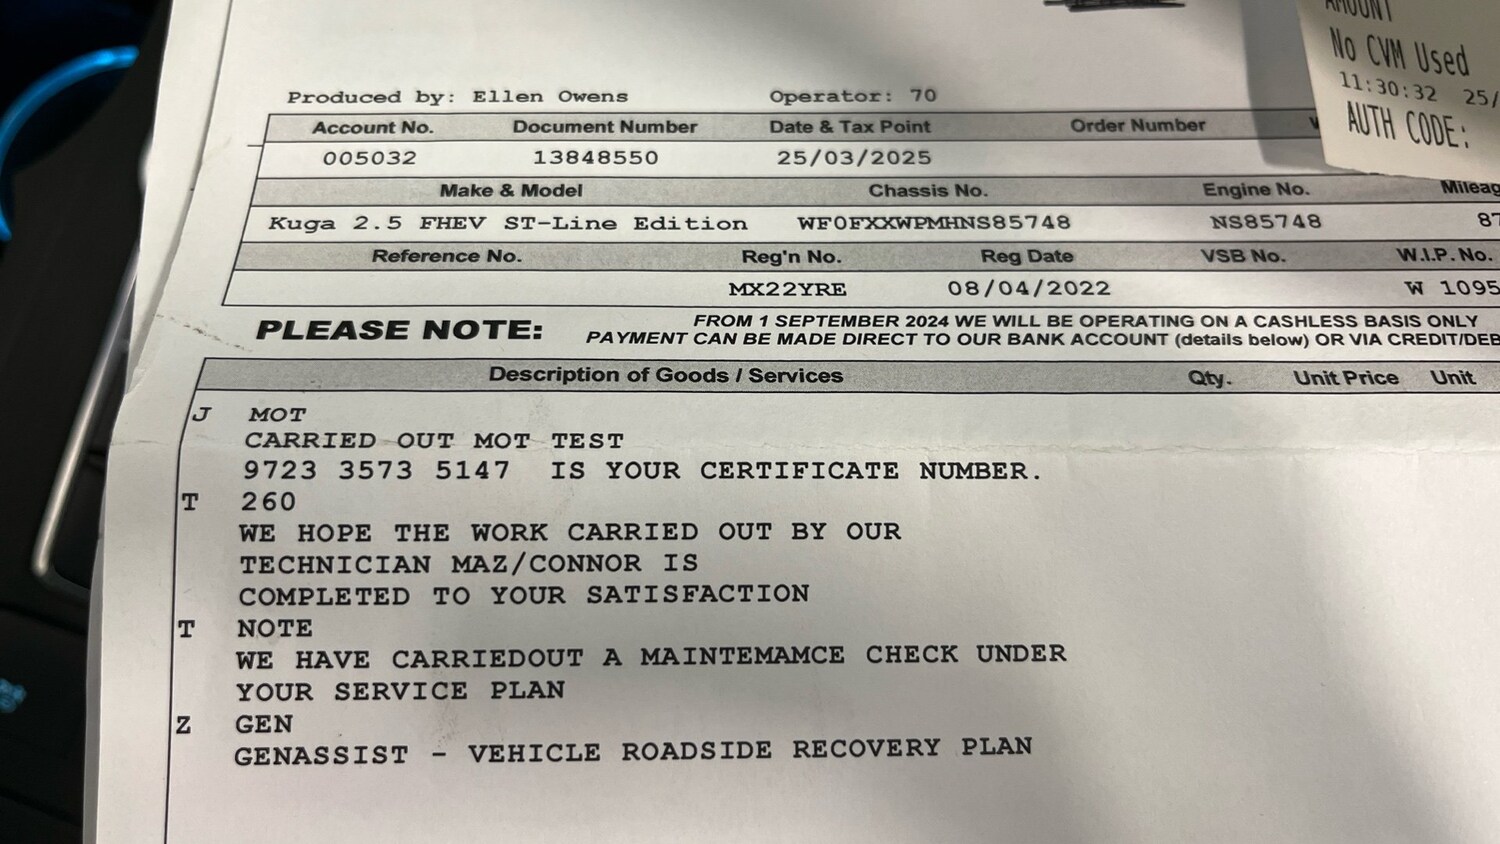 AMOUNT
No CVM Used
11:30:32 25/
AUTH CODE:
Produced by: Ellen Owens Operator: 70
Account No. Document Number Date & Tax Point Order Number
005032 13848550 25/03/2025
Make & Model Chassis No. Engine No. Mileag
Kuga 2.5 FHEV ST-Line Edition WF0FXXWPMHNS85748 NS85748 87
Reference No. Reg'n No. Reg Date VSB No. W.I.P. No.
MX22YRE 08/04/2022 W 1095
PLEASE NOTE: FROM 1 SEPTEMBER 2024 WE WILL BE OPERATING ON A CASHLESS BASIS ONLY
PAYMENT CAN BE MADE DIRECT TO OUR BANK ACCOUNT (details below) OR VIA CREDIT/DEB
Description of Goods / Services Qty. Unit Price Unit
J MOT
CARRIED OUT MOT TEST
9723 3573 5147 IS YOUR CERTIFICATE NUMBER.
T 260
WE HOPE THE WORK CARRIED OUT BY OUR
TECHNICIAN MAZ/CONNOR IS
COMPLETED TO YOUR SATISFACTION
T NOTE
WE HAVE CARRIEDOUT A MAINTEMAMCE CHECK UNDER
YOUR SERVICE PLAN
Z GEN
GENASSIST - VEHICLE ROADSIDE RECOVERY PLAN